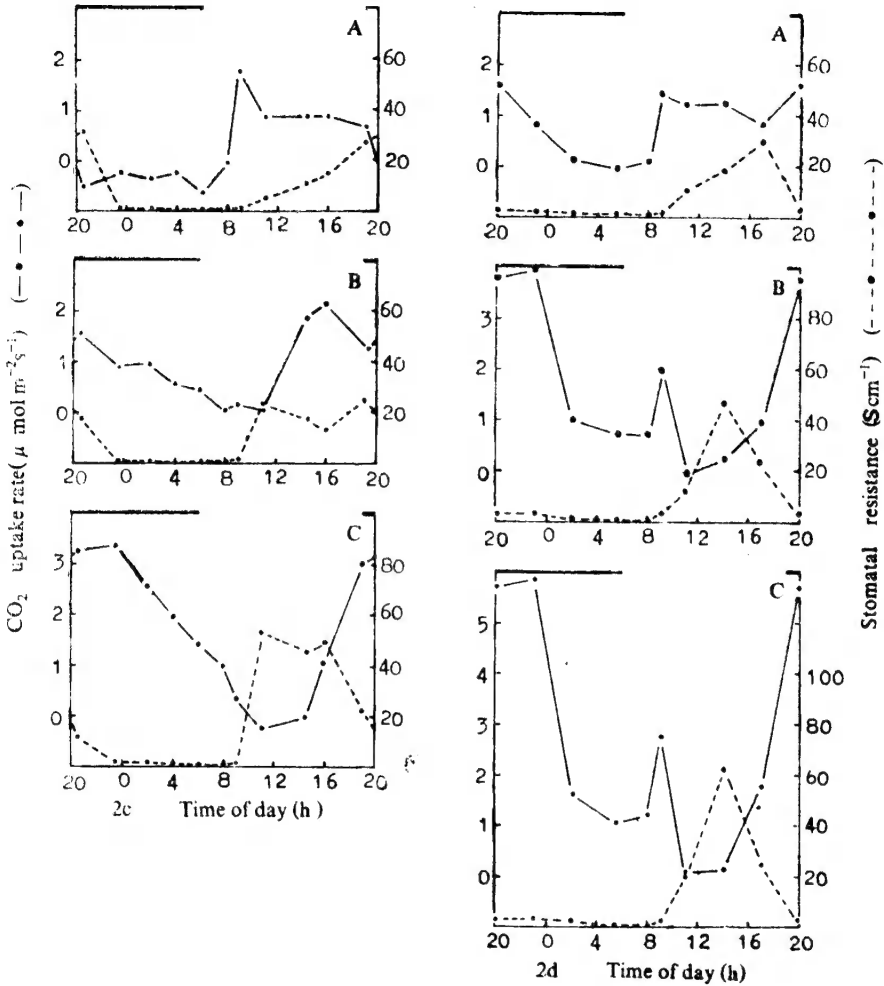 A
2
1
0
60
40
20
20 0 4 8 12 16 20
B
2
1
0
60
40
20
20 0 4 8 12 16 20
C
3
2
1
0
80
60
40
20
20 0 4 8 12 16 20
2c Time of day (h)
CO2 uptake rate(μ mol m−2s−1) (—•—•—)
A
2
1
0
60
40
20
20 0 4 8 12 16 20
B
4
3
2
1
0
80
60
40
20
20 0 4 8 12 16 20
C
5
4
3
2
1
0
100
80
60
40
20
20 0 4 8 12 16 20
2d Time of day (h)
Stomatal resistance (Scm−1) (----•----•----)